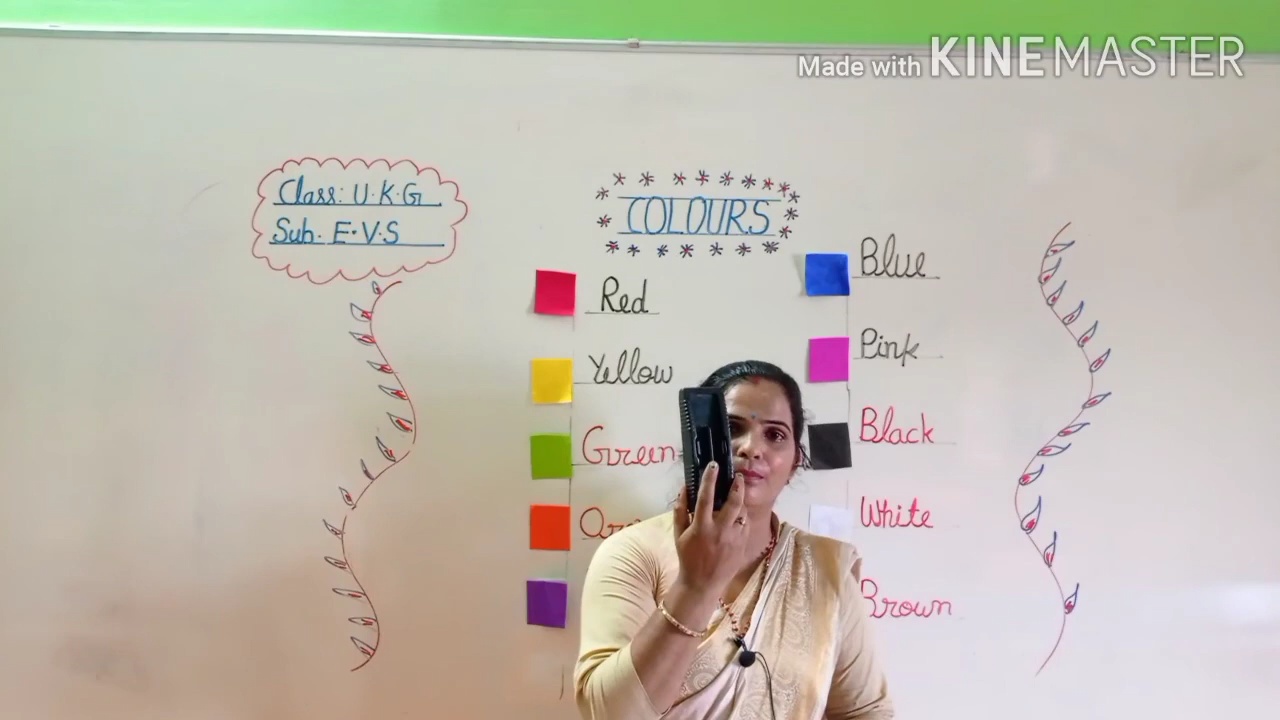 Made with KINEMASTER
Class: U.K.G.
Sub. E.V.S
COLOURS
Red
Yellow
Green
Blue
Pink
Black
White
Brown